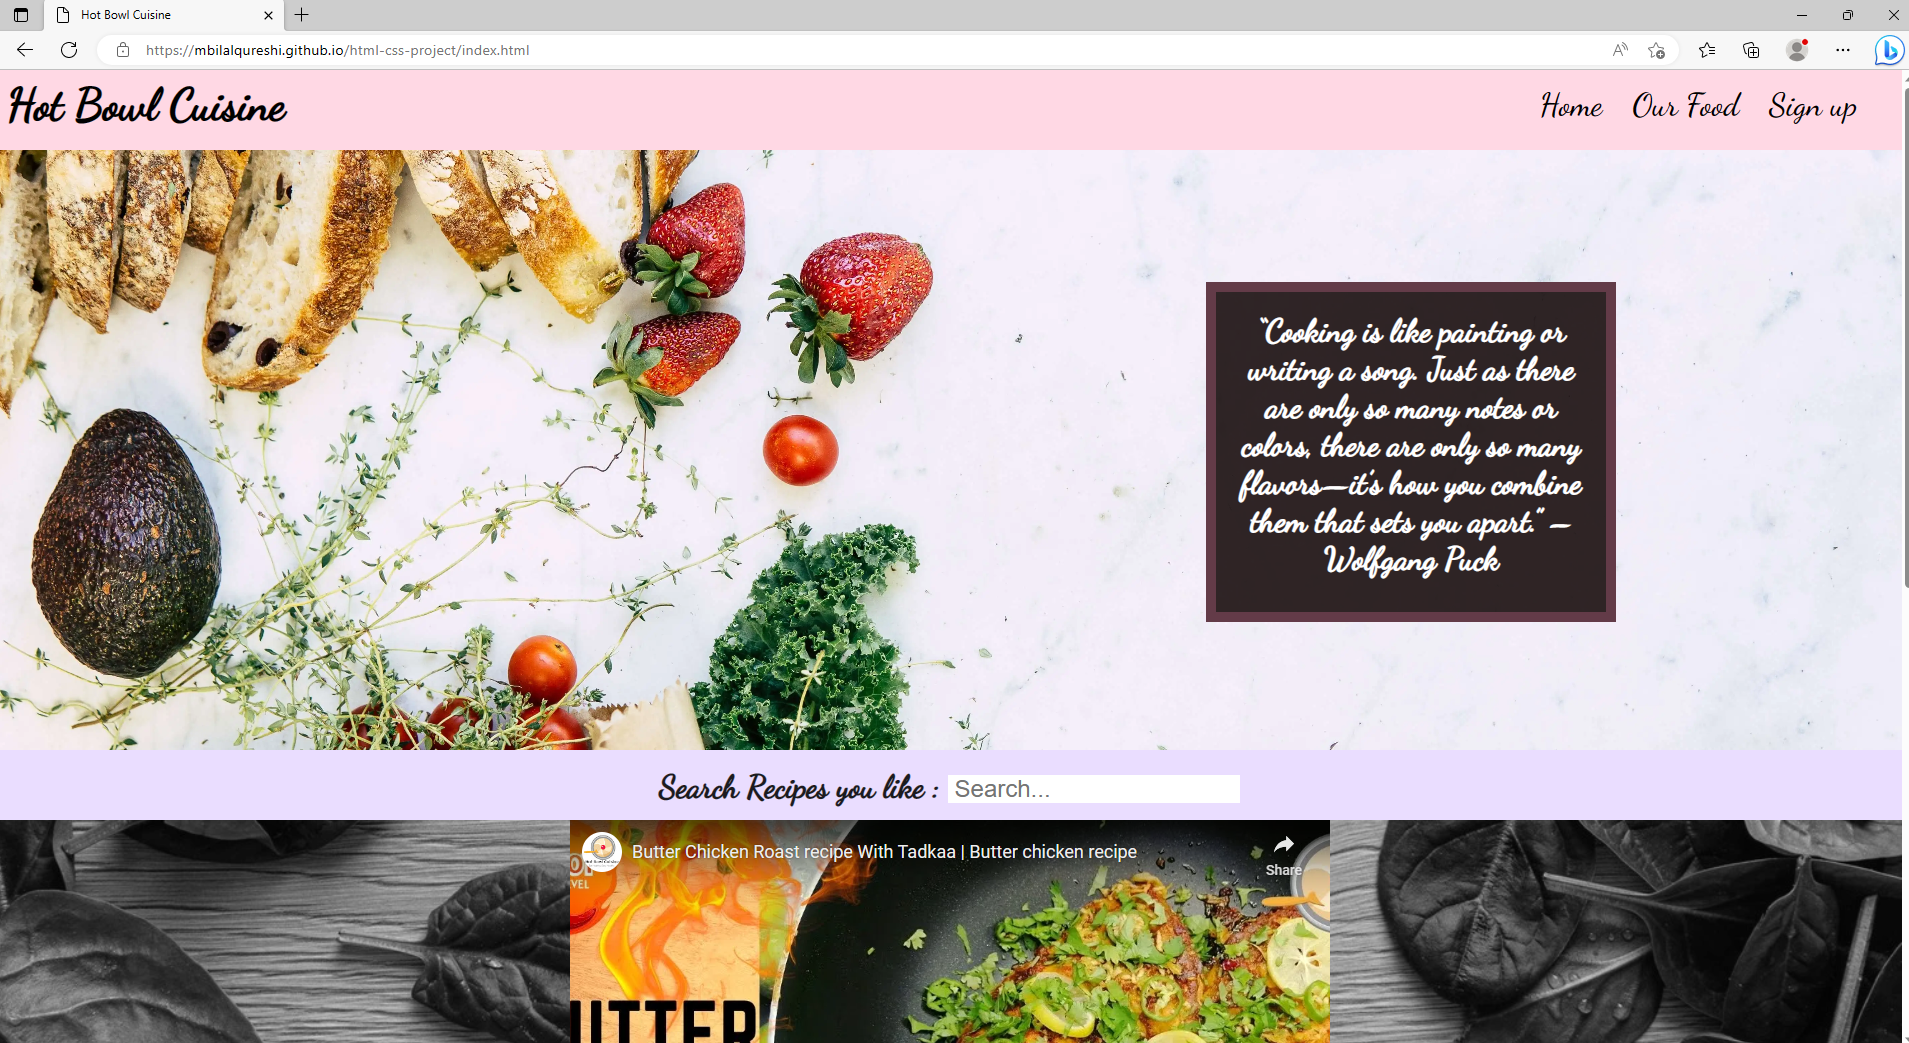 Hot Bowl Cuisine
https://mbilalqureshi.github.io/html-css-project/index.html
Hot Bowl Cuisine
Home Our Food Sign up
“Cooking is like painting or
writing a song. Just as there
are only so many notes or
colors, there are only so many
flavors—it’s how you combine
them that sets you apart.” —
Wolfgang Puck
Search Recipes you like : Search...
Butter Chicken Roast recipe With Tadkaa | Butter chicken recipe
Share
VEL
UTTER